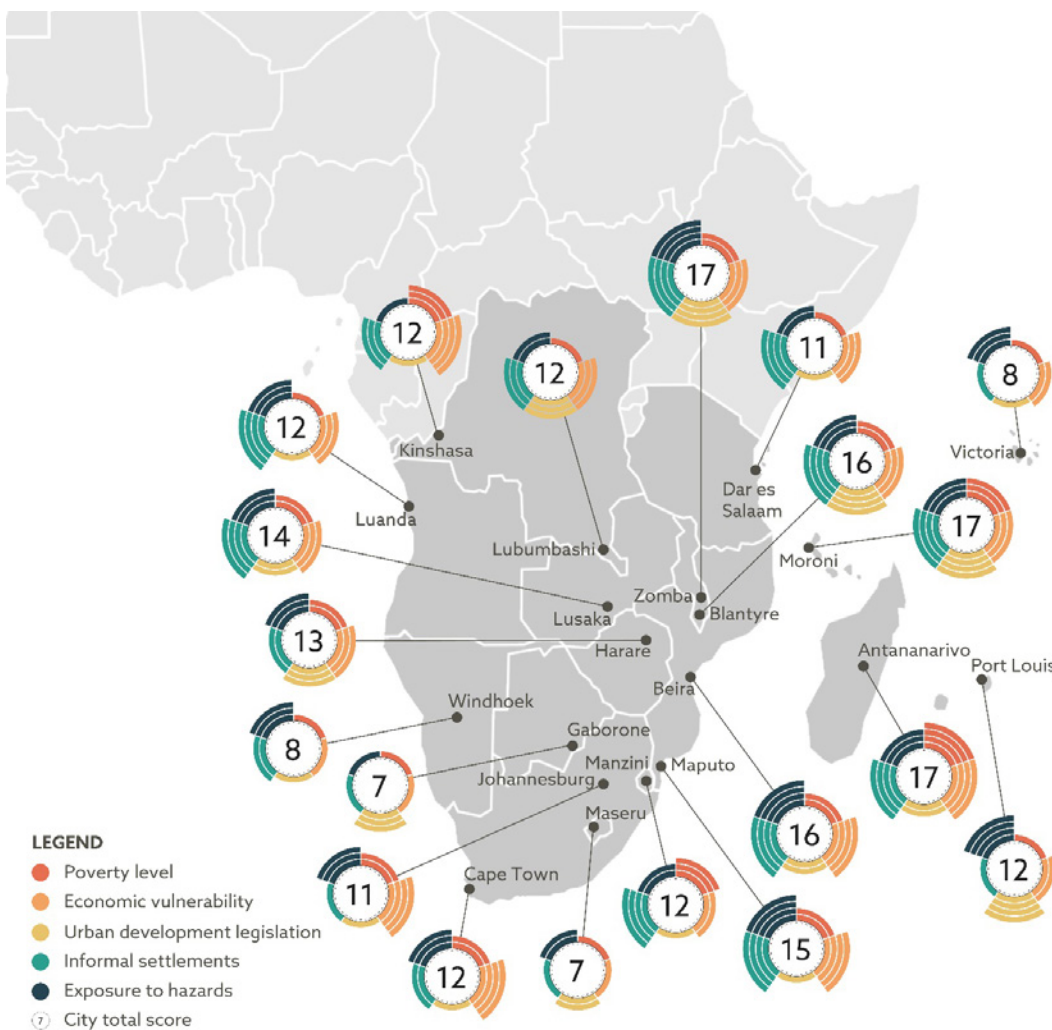 17
12
11
12
8
12
Kinshasa
16
Victoria
Dar es
Salaam
Luanda
17
14
Lubumbashi
Moroni
Zomba
Lusaka
Blantyre
13
Harare
Antananarivo
Port Louis
Beira
Windhoek
Gaborone
8
Manzini
Maputo
7
Johannesburg
17
Maseru
16
LEGEND
Poverty level
Cape Town
12
11
12
Economic vulnerability
Urban development legislation
15
Informal settlements
12
7
Exposure to hazards
7 City total score